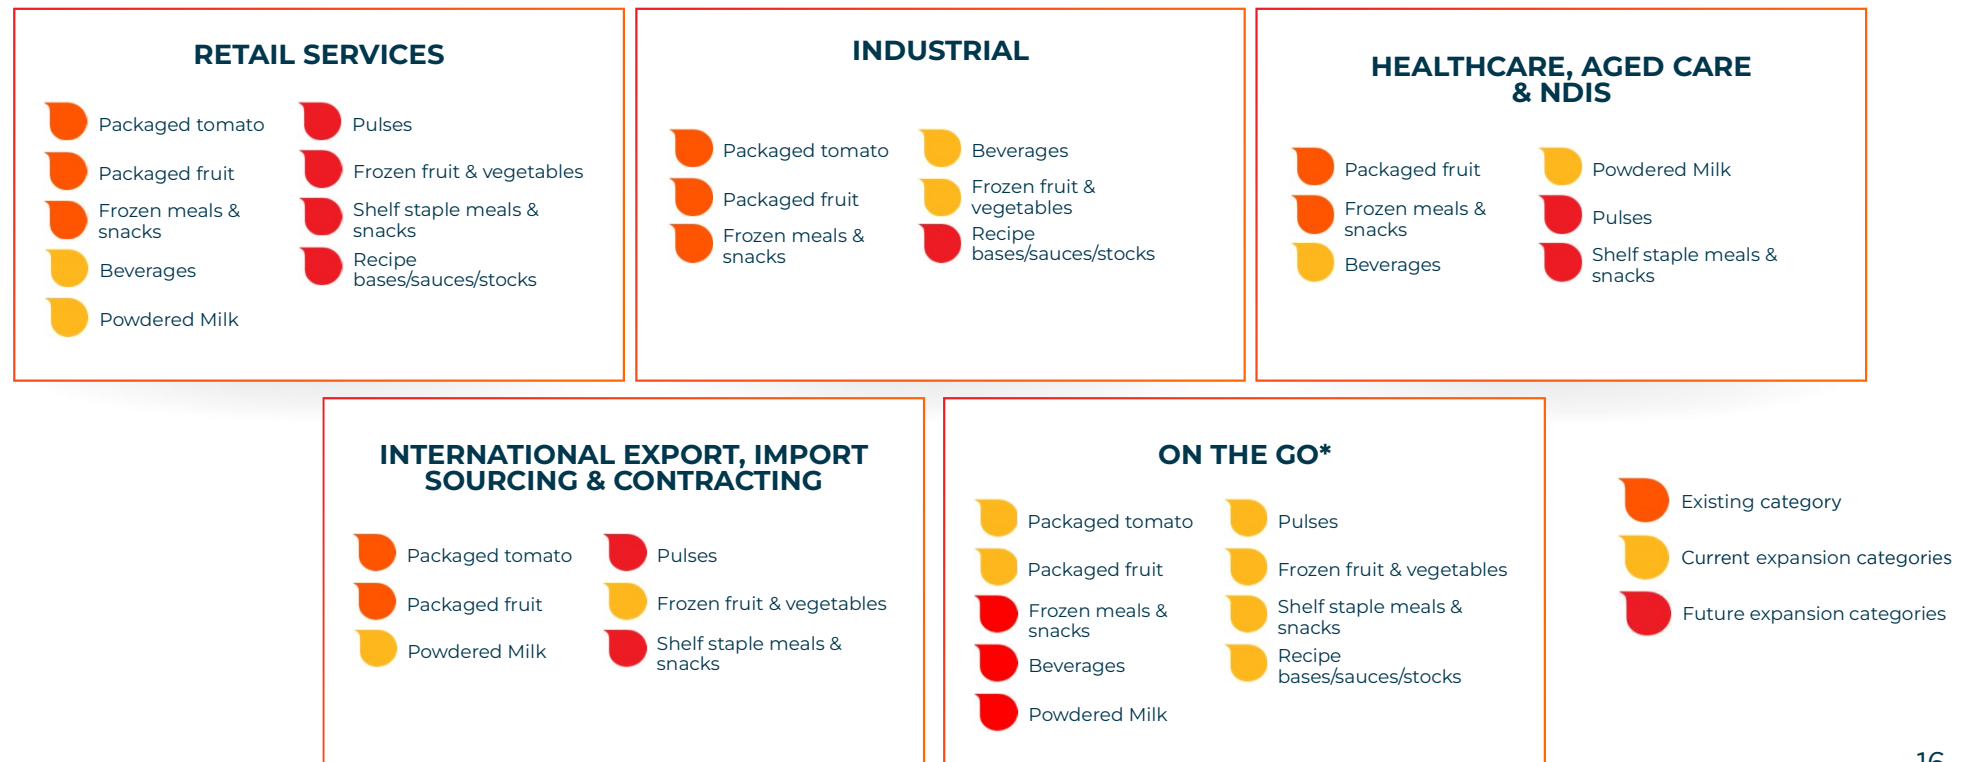 RETAIL SERVICES
Packaged tomato
Packaged fruit
Frozen meals &
snacks
Beverages
Powdered Milk
Pulses
Frozen fruit & vegetables
Shelf staple meals &
snacks
Recipe
bases/sauces/stocks
INDUSTRIAL
Packaged tomato
Packaged fruit
Frozen meals &
snacks
Beverages
Frozen fruit &
vegetables
Recipe
bases/sauces/stocks
HEALTHCARE, AGED CARE
& NDIS
Packaged fruit
Frozen meals &
snacks
Beverages
Powdered Milk
Pulses
Shelf staple meals &
snacks
INTERNATIONAL EXPORT, IMPORT
SOURCING & CONTRACTING
Packaged tomato
Packaged fruit
Powdered Milk
Pulses
Frozen fruit & vegetables
Shelf staple meals &
snacks
ON THE GO*
Packaged tomato
Packaged fruit
Frozen meals &
snacks
Beverages
Powdered Milk
Pulses
Frozen fruit & vegetables
Shelf staple meals &
snacks
Recipe
bases/sauces/stocks
Existing category
Current expansion categories
Future expansion categories
16